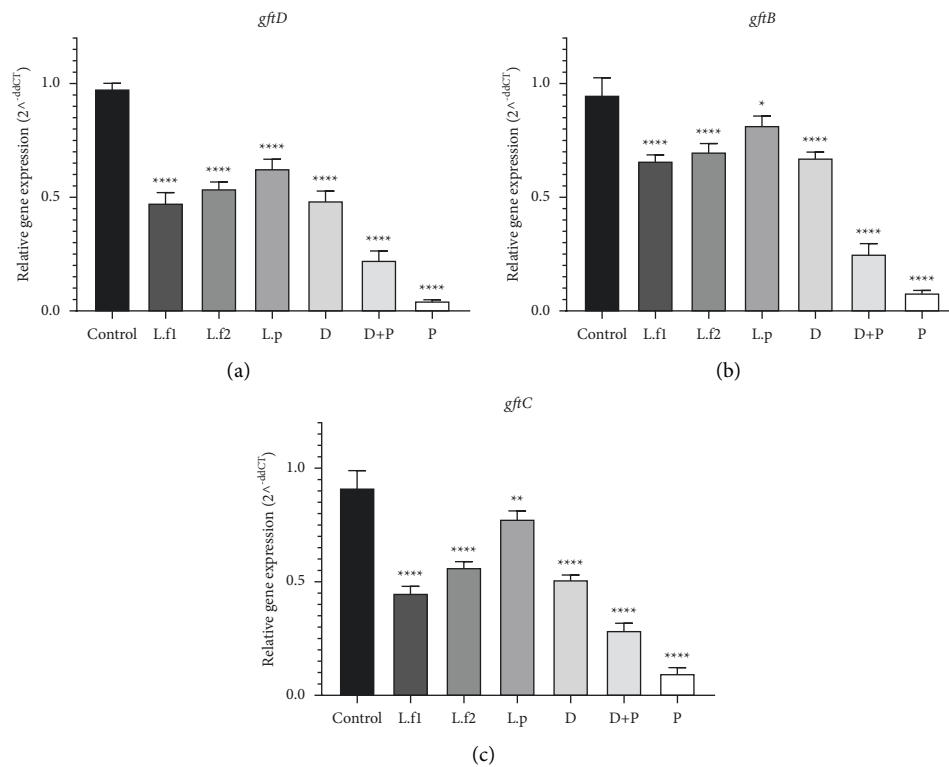 gftD
Relative gene expression (2^-ddCT)
1.0
0.5
0.0
****
****
****
****
****
****
Control L.f1 L.f2 L.p D D+P P
(a)
gftB
Relative gene expression (2^-ddCT)
1.0
0.5
0.0
****
****
*
****
****
****
Control L.f1 L.f2 L.p D D+P P
(b)
gftC
Relative gene expression (2^-ddCT)
1.0
0.5
0.0
****
****
**
****
****
****
Control L.f1 L.f2 L.p D D+P P
(c)